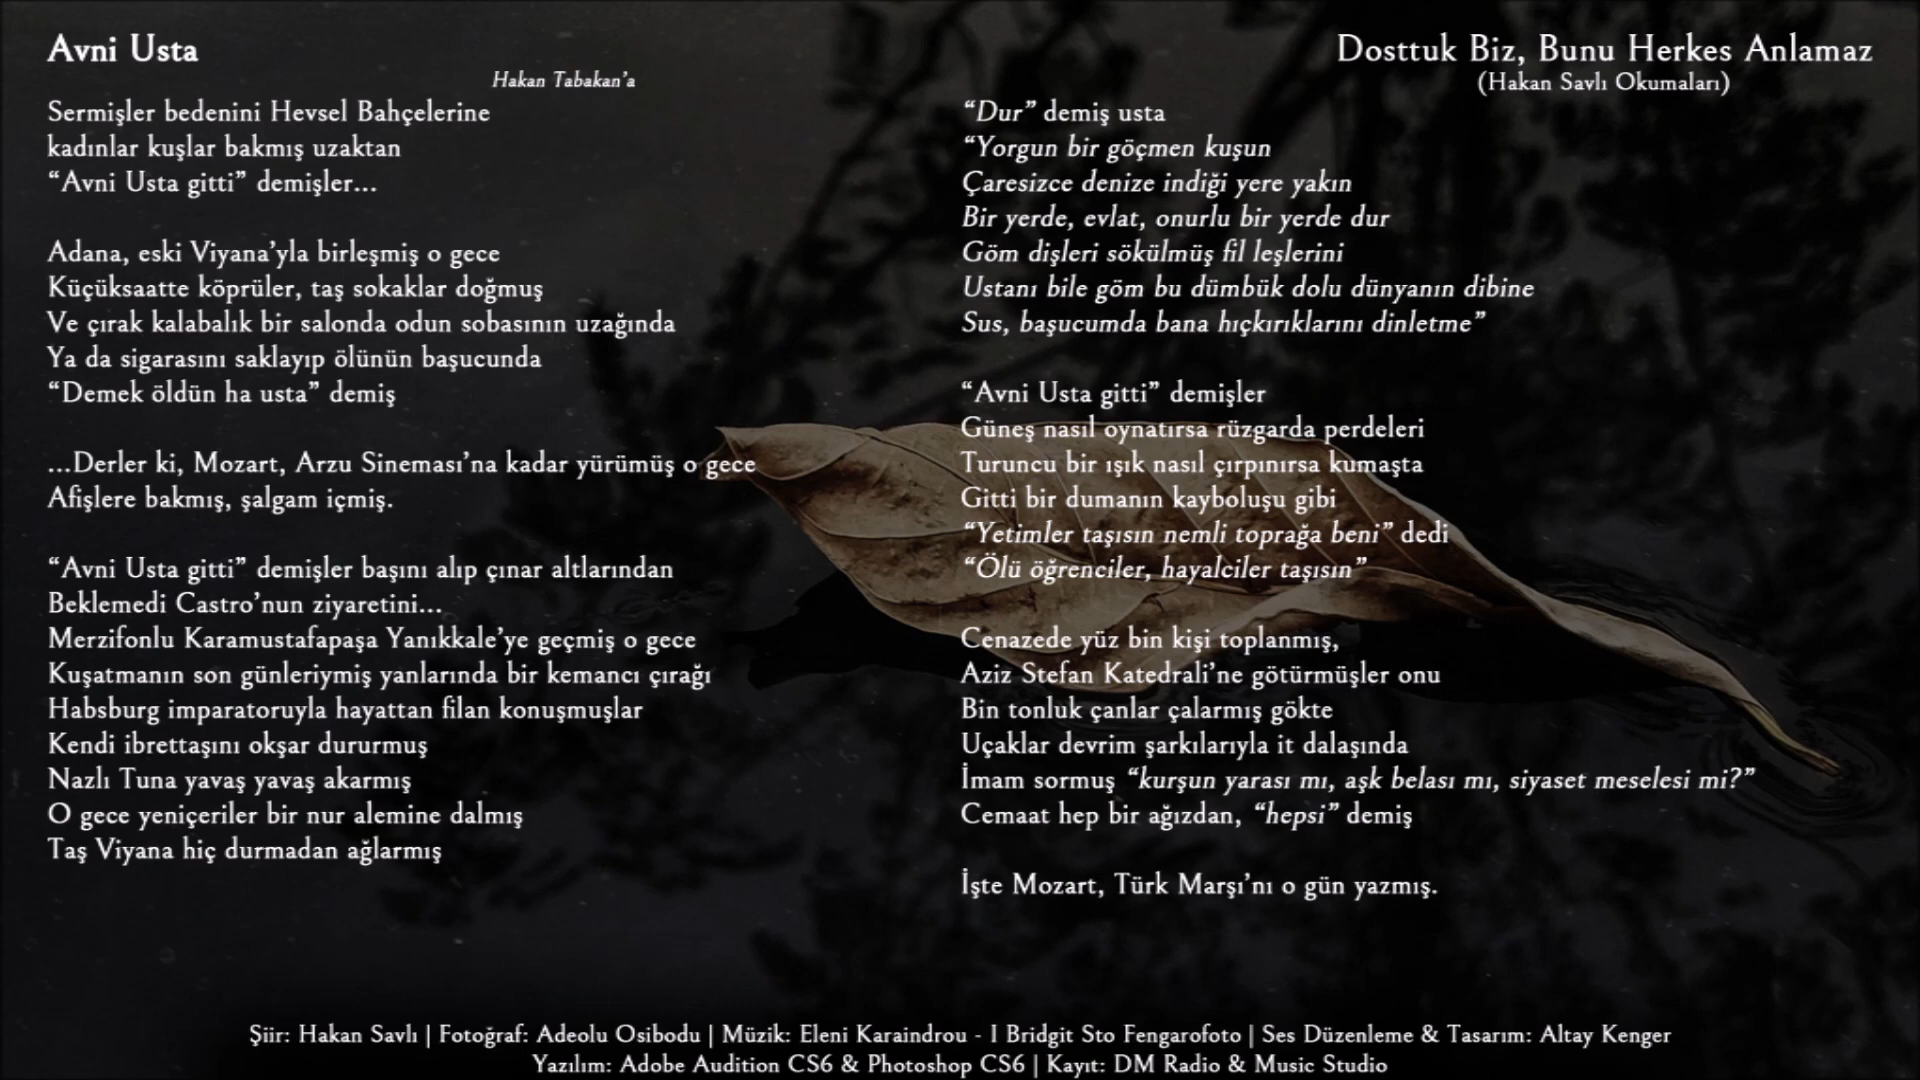 Avni Usta
Hakan Tabakan’a
Sermişler bedenini Hevsel Bahçelerine
kadınlar kuşlar bakmış uzaktan
“Avni Usta gitti” demişler...
Adana, eski Viyana’yla birleşmiş o gece
Küçüksaatte köprüler, taş sokaklar doğmuş
Ve çırak kalabalık bir salonda odun sobasının uzağında
Ya da sigarasını saklayıp ölünün başucunda
“Demek öldün ha usta” demiş
...Derler ki, Mozart, Arzu Sineması’na kadar yürümüş o gece
Afişlere bakmış, şalgam içmiş.
“Avni Usta gitti” demişler başını alıp çınar altlarından
Beklemedi Castro’nun ziyaretini...
Merzifonlu Karamustafapaşa Yanıkkale’ye geçmiş o gece
Kuşatmanın son günleriymiş yanlarında bir kemancı çırağı
Habsburg imparatoruyla hayattan filan konuşmuşlar
Kendi ibrettaşını okşar dururmuş
Nazlı Tuna yavaş yavaş akarmış
O gece yeniçeriler bir nur alemine dalmış
Taş Viyana hiç durmadan ağlarmış
Dosttuk Biz, Bunu Herkes Anlamaz
(Hakan Savlı Okumaları)
“Dur” demiş usta
“Yorgun bir göçmen kuşun
Çaresizce denize indiği yere yakın
Bir yerde, evlat, onurlu bir yerde dur
Göm dişleri sökülmüş fil leşlerini
Ustanı bile göm bu dümbük dolu dünyanın dibine
Sus, başucumda bana hıçkırıklarını dinletme”
“Avni Usta gitti” demişler
Güneş nasıl oynatırsa rüzgarda perdeleri
Turuncu bir ışık nasıl çırpınırsa kumaşta
Gitti bir dumanın kayboluşu gibi
“Yetimler taşısın nemli toprağa beni” dedi
“Ölü öğrenciler, hayalciler taşısın”
Cenazede yüz bin kişi toplanmış,
Aziz Stefan Katedrali’ne götürmüşler onu
Bin tonluk çanlar çalarmış gökte
Uçaklar devrim şarkılarıyla it dalaşında
İmam sormuş “kurşun yarası mı, aşk belası mı, siyaset meselesi mi?”
Cemaat hep bir ağızdan, “hepsi” demiş
İşte Mozart, Türk Marşı’nı o gün yazmış.
Şiir: Hakan Savlı | Fotoğraf: Adeolu Osibodu | Müzik: Eleni Karaindrou - I Bridgit Sto Fengarofoto | Ses Düzenleme & Tasarım: Altay Kenger
Yazılım: Adobe Audition CS6 & Photoshop CS6 | Kayıt: DM Radio & Music Studio